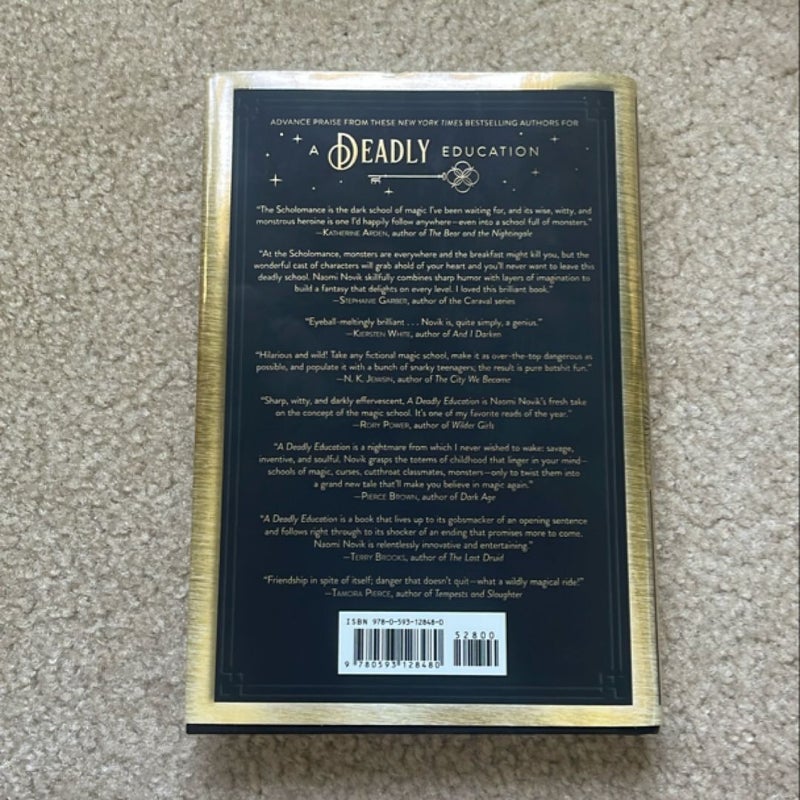 ADVANCE PRAISE FROM THESE NEW YORK TIMES BESTSELLING AUTHORS FOR
A DEADLY EDUCATION
“The Scholomance is the dark school of magic I’ve been waiting for, and its wise, witty, and
monstrous heroine is one I’d happily follow anywhere—even into a school full of monsters.”
—KATHERINE ARDEN, author of The Bear and the Nightingale
“At the Scholomance, monsters are everywhere and the breakfast might kill you, but the
wonderful cast of characters will grab ahold of your heart and you’ll never want to leave this
deadly school. Naomi Novik skillfully combines sharp humor with layers of imagination to
build a fantasy that delights on every level. I loved this brilliant book.”
—STEPHANIE GARBER, author of the Caraval series
“Eyeball-meltingly brilliant . . . Novik is, quite simply, a genius.”
—KIERSTEN WHITE, author of And I Darken
“Hilarious and wild! Take any fictional magic school, make it as over-the-top dangerous as
possible, and populate it with a bunch of snarky teenagers; the result is pure batshit fun.”
—N. K. JEMISIN, author of The City We Became
“Sharp, witty, and darkly effervescent, A Deadly Education is Naomi Novik’s fresh take
on the concept of the magic school. It’s one of my favorite reads of the year.”
—RORY POWER, author of Wilder Girls
“A Deadly Education is a nightmare from which I never wished to wake: savage,
inventive, and soulful. Novik grasps the totems of childhood that linger in your mind—
schools of magic, curses, cutthroat classmates, monsters—only to twist them into
a grand new tale that’ll make you believe in magic again.”
—PIERCE BROWN, author of Dark Age
“A Deadly Education is a book that lives up to its gobsmacker of an opening sentence
and follows right through to its shocker of an ending that promises more to come.
Naomi Novik is relentlessly innovative and entertaining.”
—TERRY BROOKS, author of The Last Druid
“Friendship in spite of itself; danger that doesn’t quit—what a wildly magical ride!”
—TAMORA PIERCE, author of Tempests and Slaughter
ISBN 978-0-593-12848-0
52800
9 780593 128480